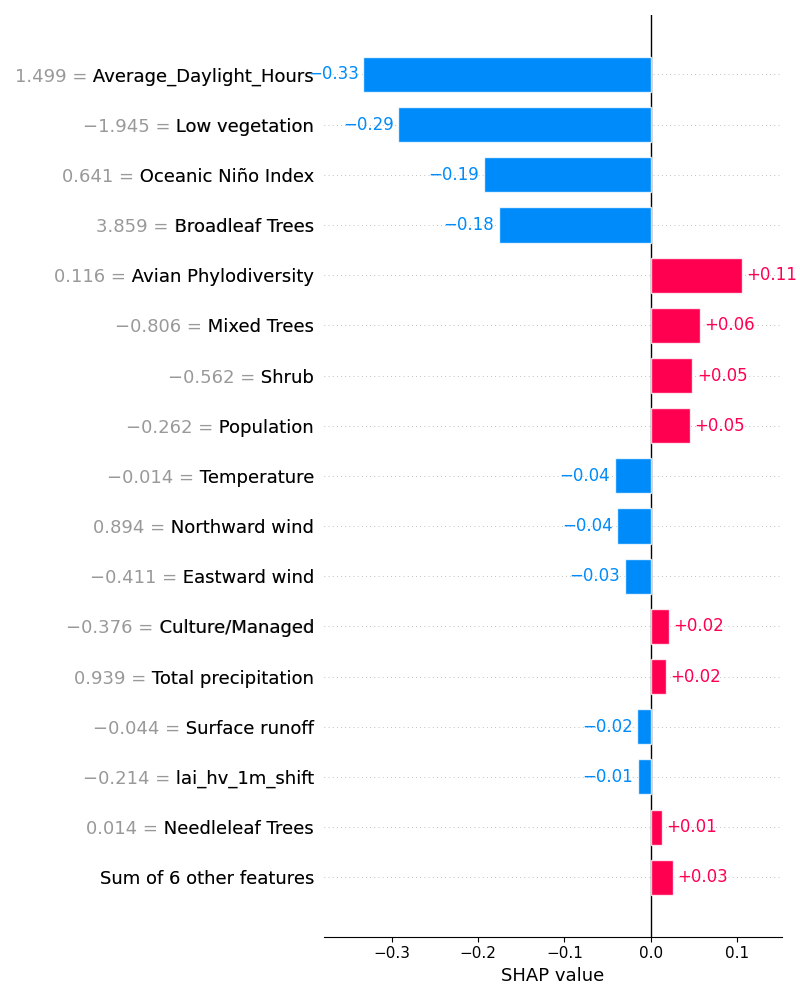 1.499 = Average_Daylight_Hours −0.33
−1.945 = Low vegetation −0.29
0.641 = Oceanic Niño Index −0.19
3.859 = Broadleaf Trees −0.18
0.116 = Avian Phylodiversity +0.11
−0.806 = Mixed Trees +0.06
−0.562 = Shrub +0.05
−0.262 = Population +0.05
−0.014 = Temperature −0.04
0.894 = Northward wind −0.04
−0.411 = Eastward wind −0.03
−0.376 = Culture/Managed +0.02
0.939 = Total precipitation +0.02
−0.044 = Surface runoff −0.02
−0.214 = lai_hv_1m_shift −0.01
0.014 = Needleleaf Trees +0.01
Sum of 6 other features +0.03
−0.3 −0.2 −0.1 0.0 0.1
SHAP value